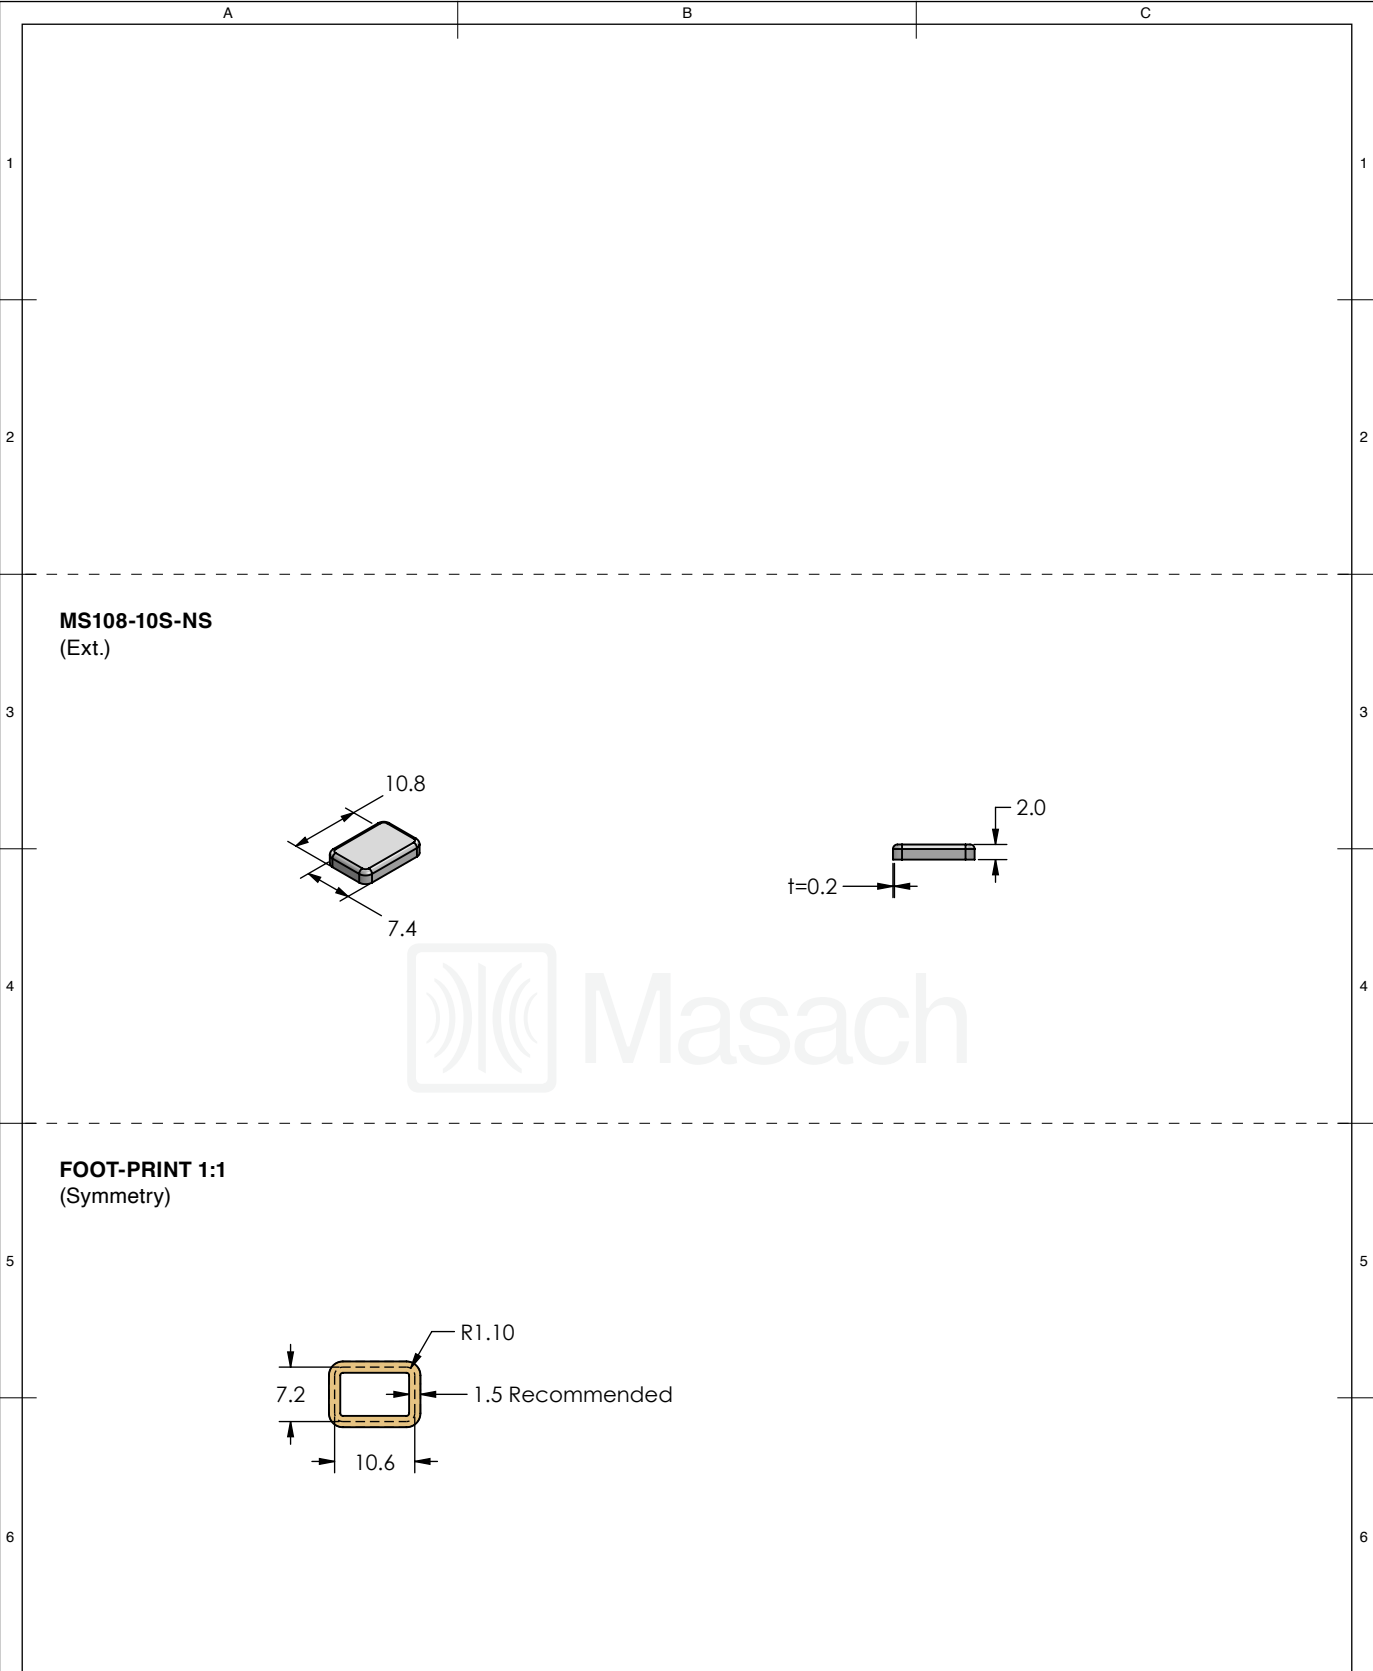 A B C
1 1
2 2
MS108-10S-NS
(Ext.)
3 3
10.8
2.0
t=0.2
7.4
Masach
4 4
FOOT-PRINT 1:1
(Symmetry)
5 5
R1.10
7.2
1.5 Recommended
10.6
6 6